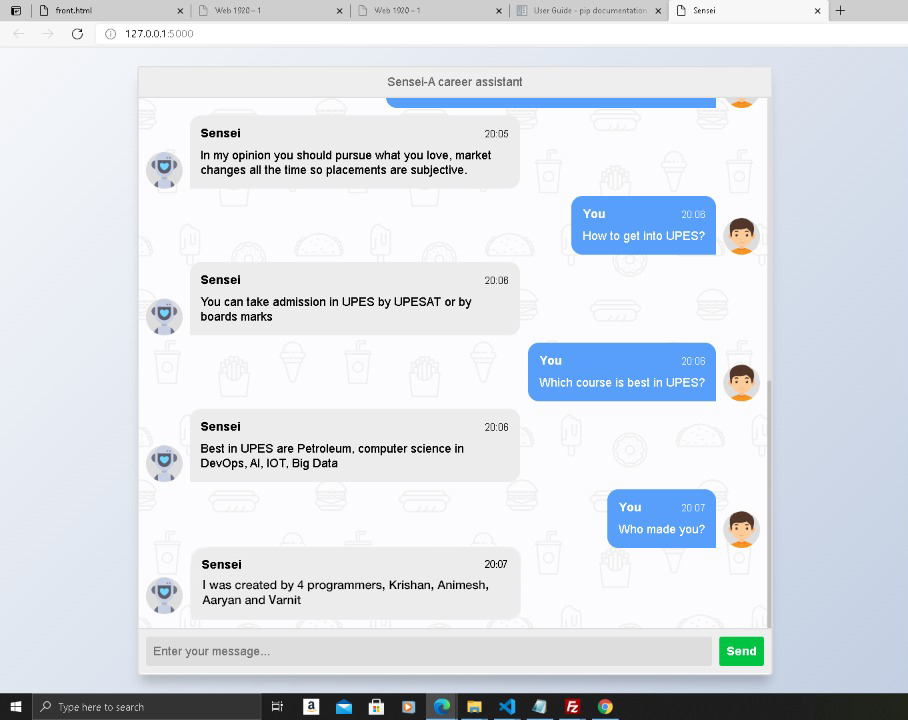 front.html
Web 1920 – 1
Web 1920 – 1
User Guide - pip documentation
Sensei
127.0.0.1:5000
Sensei-A career assistant
Sensei 20:05
In my opinion you should pursue what you love, market
changes all the time so placements are subjective.
You 20:06
How to get into UPES?
Sensei 20:06
You can take admission in UPES by UPESAT or by
boards marks
You 20:06
Which course is best in UPES?
Sensei 20:06
Best in UPES are Petroleum, computer science in
DevOps, AI, IOT, Big Data
You 20:07
Who made you?
Sensei 20:07
I was created by 4 programmers, Krishan, Animesh,
Aaryan and Varnit
Enter your message...
Send
Type here to search